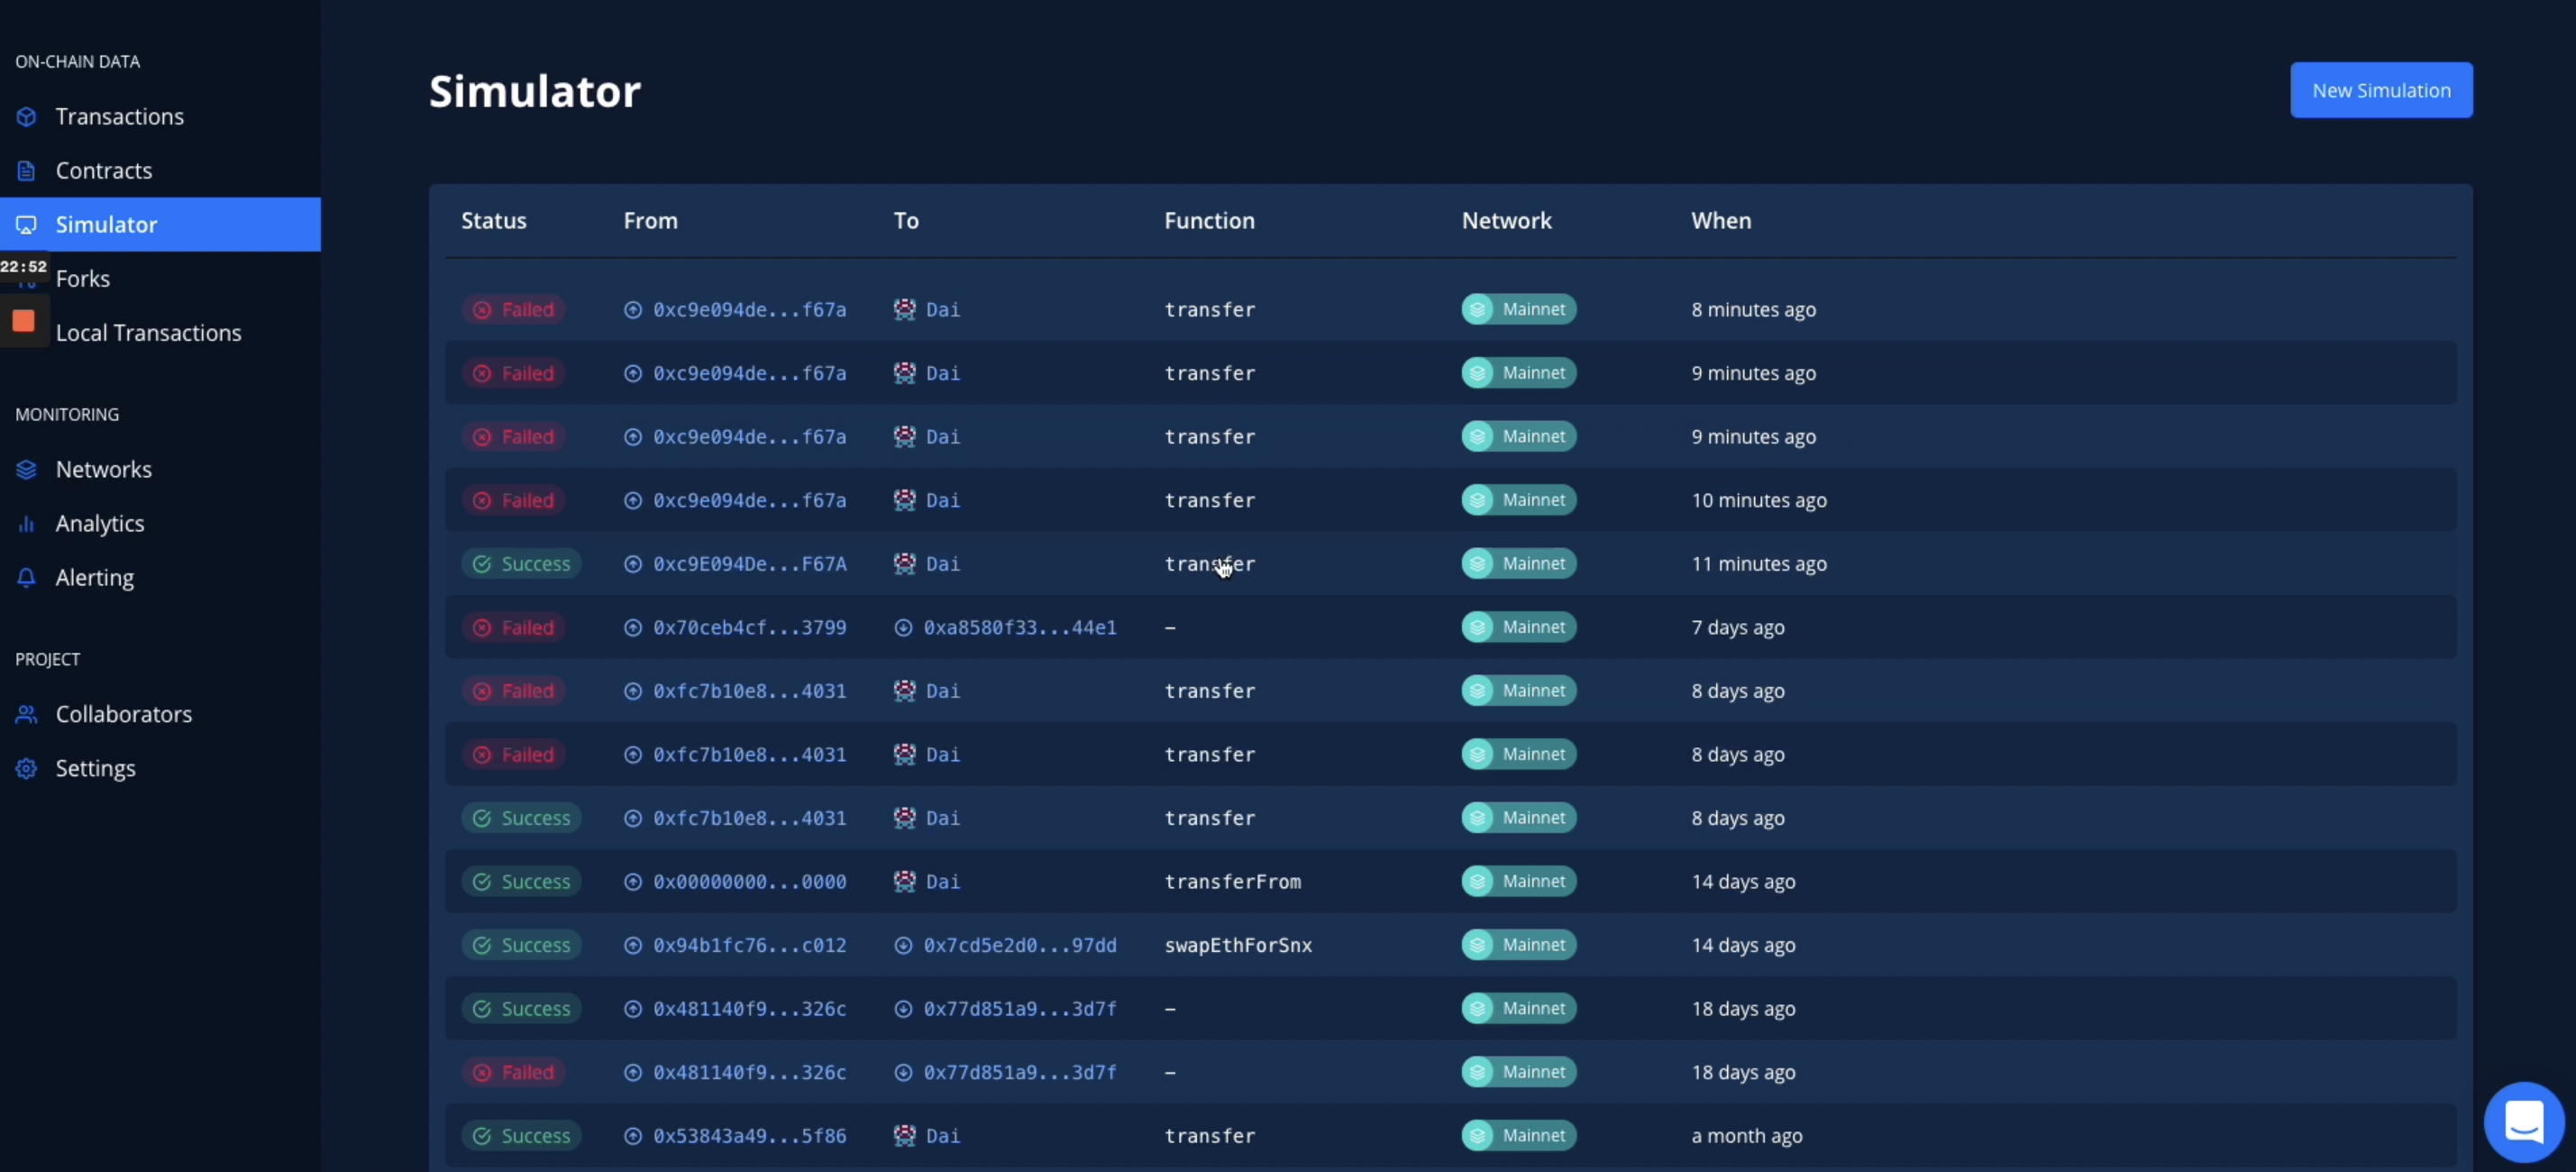 ON-CHAIN DATA
Transactions
Contracts
Simulator
22:52
Forks
Local Transactions
MONITORING
Networks
Analytics
Alerting
PROJECT
Collaborators
Settings
Simulator
New Simulation
Status From To Function Network When
Failed 0xc9e094de...f67a Dai transfer Mainnet 8 minutes ago
Failed 0xc9e094de...f67a Dai transfer Mainnet 9 minutes ago
Failed 0xc9e094de...f67a Dai transfer Mainnet 9 minutes ago
Failed 0xc9e094de...f67a Dai transfer Mainnet 10 minutes ago
Success 0xc9E094De...F67A Dai transfer Mainnet 11 minutes ago
Failed 0x70ceb4cf...3799 0xa8580f33...44e1 – Mainnet 7 days ago
Failed 0xfc7b10e8...4031 Dai transfer Mainnet 8 days ago
Failed 0xfc7b10e8...4031 Dai transfer Mainnet 8 days ago
Success 0xfc7b10e8...4031 Dai transfer Mainnet 8 days ago
Success 0x00000000...0000 Dai transferFrom Mainnet 14 days ago
Success 0x94b1fc76...c012 0x7cd5e2d0...97dd swapEthForSnx Mainnet 14 days ago
Success 0x481140f9...326c 0x77d851a9...3d7f – Mainnet 18 days ago
Failed 0x481140f9...326c 0x77d851a9...3d7f – Mainnet 18 days ago
Success 0x53843a49...5f86 Dai transfer Mainnet a month ago